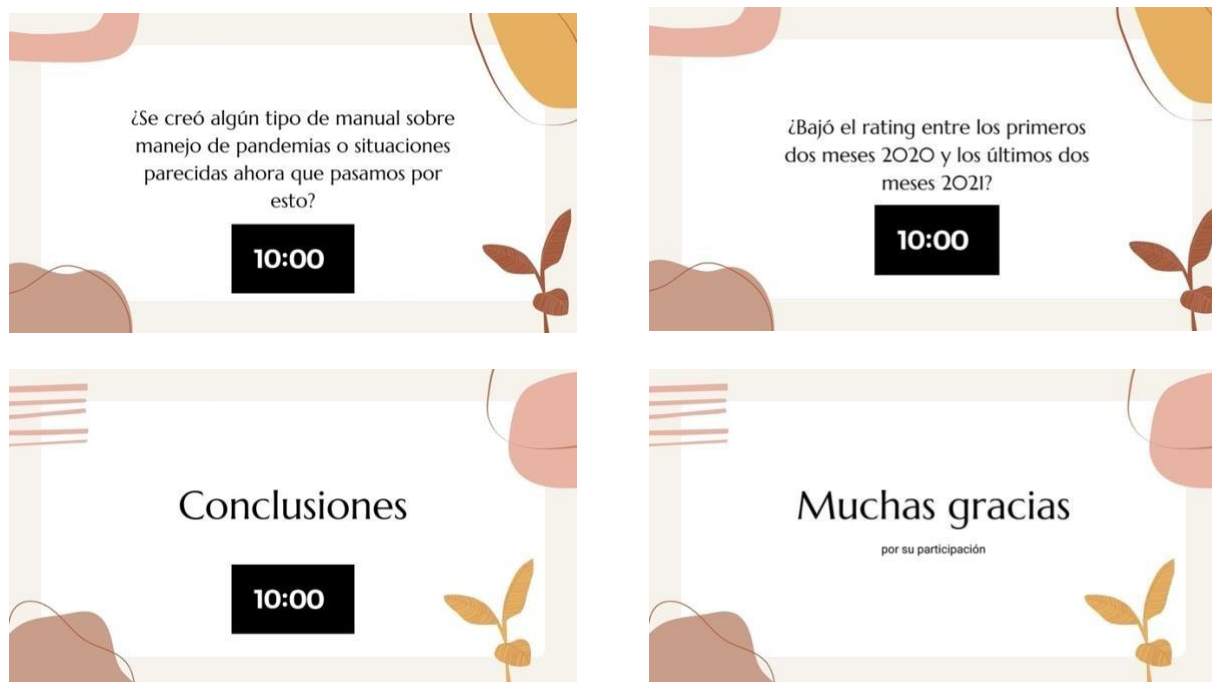 ¿Se creó algún tipo de manual sobre
manejo de pandemias o situaciones
parecidas ahora que pasamos por
esto?
10:00
¿Bajó el rating entre los primeros
dos meses 2020 y los últimos dos
meses 2021?
10:00
Conclusiones
10:00
Muchas gracias
por su participación